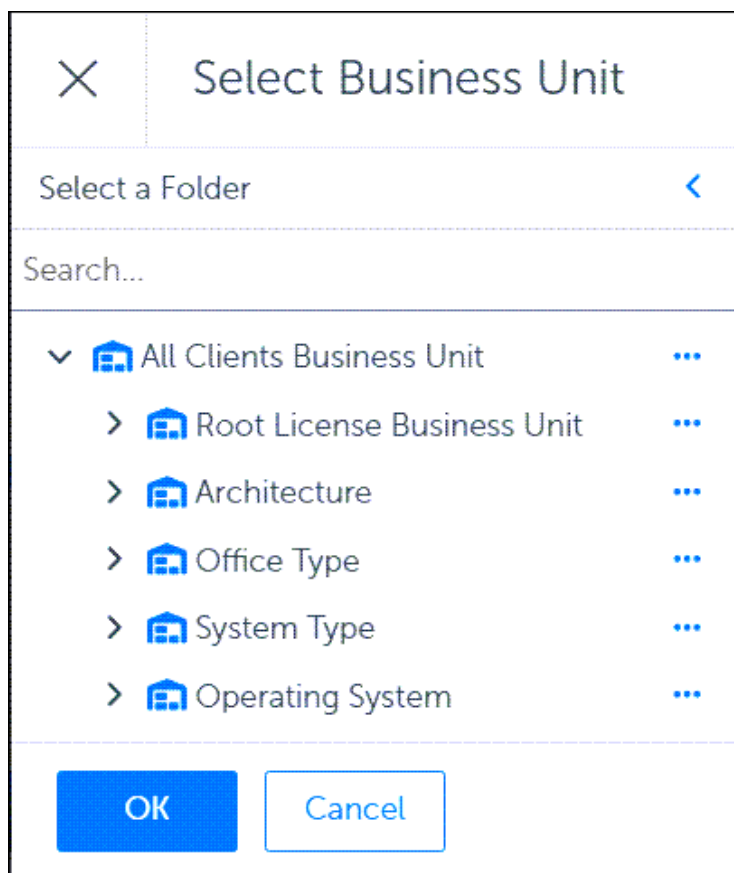 Select Business Unit
Select a Folder
Search...
All Clients Business Unit
Root License Business Unit
Architecture
Office Type
System Type
Operating System
OK Cancel